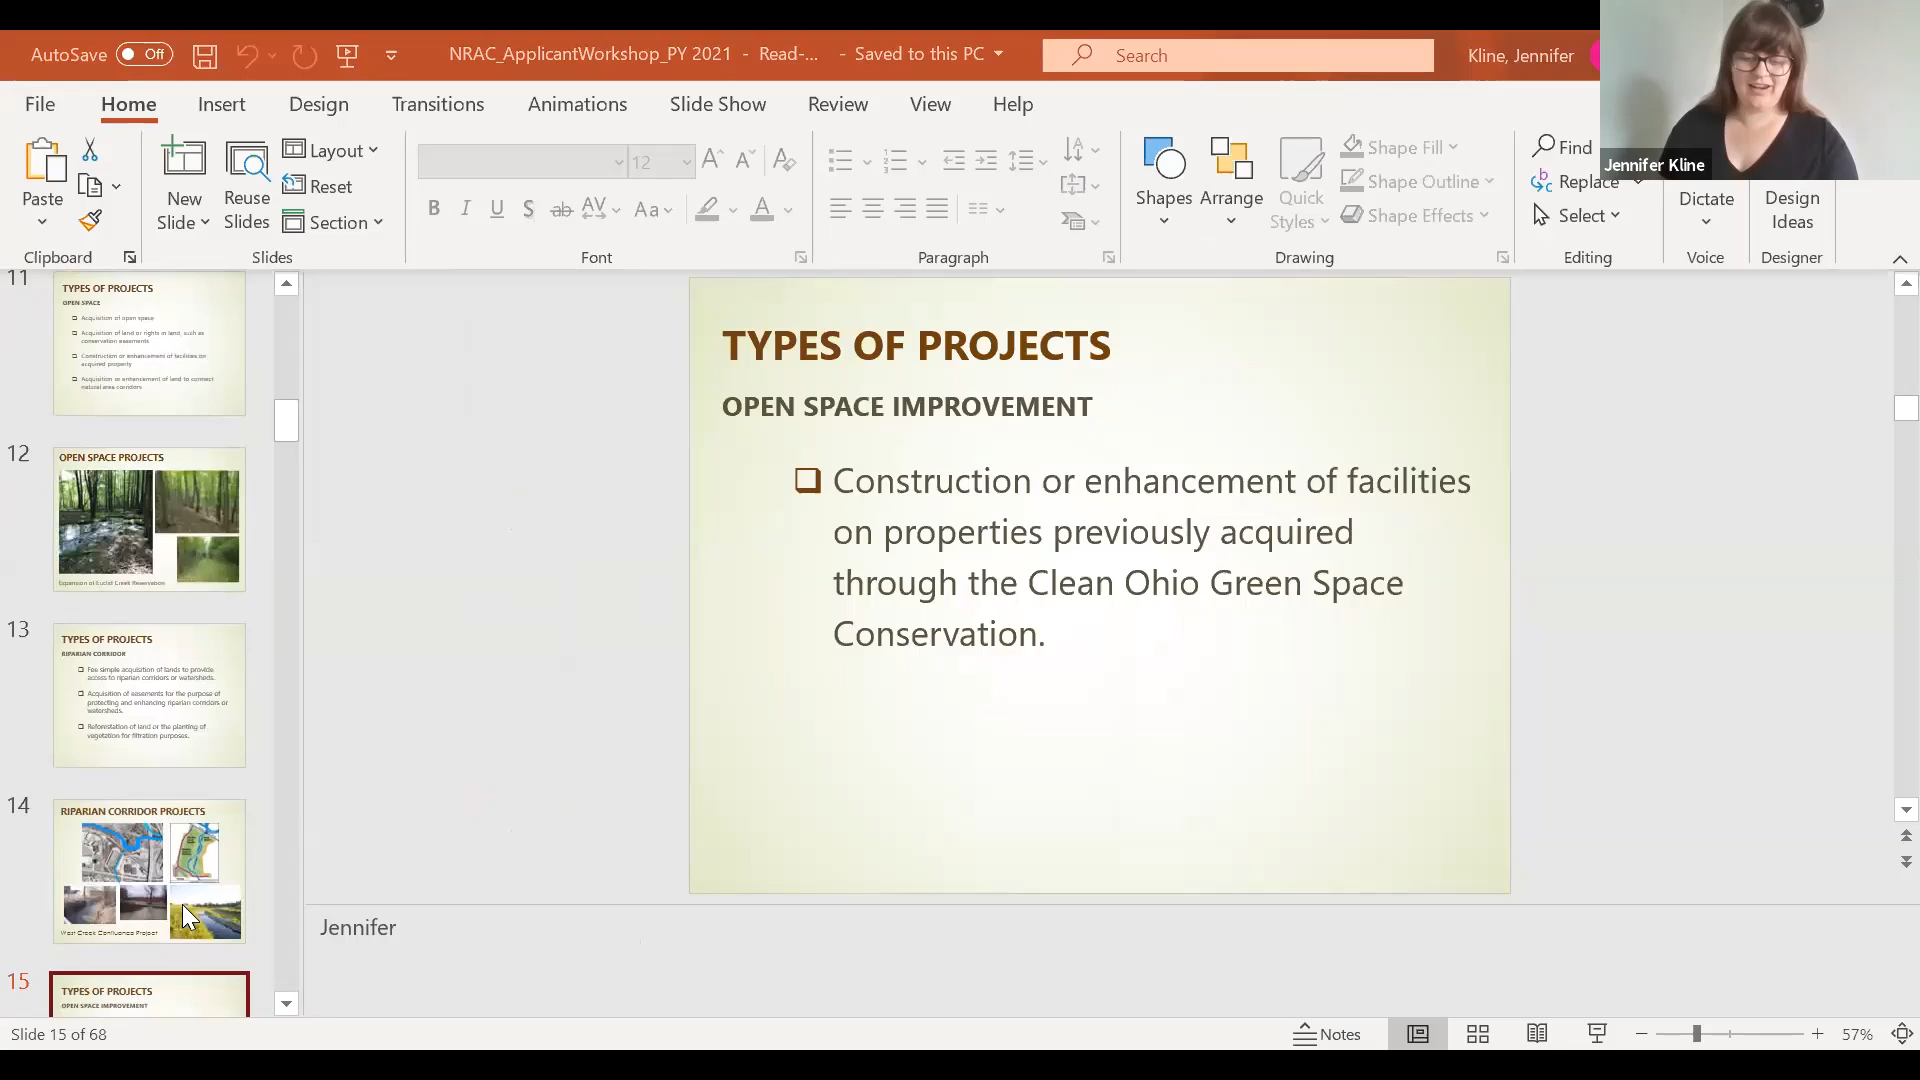 AutoSave Off NRAC_ApplicantWorkshop_PY 2021 - Read-... - Saved to this PC Search Kline, Jennifer
File Home Insert Design Transitions Animations Slide Show Review View Help
Paste
New Slide
Reuse Slides
Layout
Reset
Section
12
B I U S ab AV Aa A
Shapes Arrange Quick Styles
Shape Fill
Shape Outline
Shape Effects
Find
Replace
Select
Dictate
Design Ideas
Jennifer Kline
Clipboard Slides Font Paragraph Drawing Editing Voice Designer
11
TYPES OF PROJECTS
OPEN SPACE
Acquisition of open space
Acquisition of land or rights in land, such as
conservation easements
Construction or enhancement of facilities on
acquired property
Acquisition or enhancement of land to connect
natural area corridors
12
OPEN SPACE PROJECTS
Expansion of Euclid Creek Reservation
13
TYPES OF PROJECTS
RIPARIAN CORRIDOR
Fee simple acquisition of lands to provide
access to riparian corridors or watersheds.
Acquisition of easements for the purpose of
protecting and enhancing riparian corridors or
watersheds.
Reforestation of land or the planting of
vegetation for filtration purposes.
14
RIPARIAN CORRIDOR PROJECTS
West Creek Confluence Project
15
TYPES OF PROJECTS
OPEN SPACE IMPROVEMENT
TYPES OF PROJECTS
OPEN SPACE IMPROVEMENT
Construction or enhancement of facilities
on properties previously acquired
through the Clean Ohio Green Space
Conservation.
Jennifer
Slide 15 of 68 Notes 57%